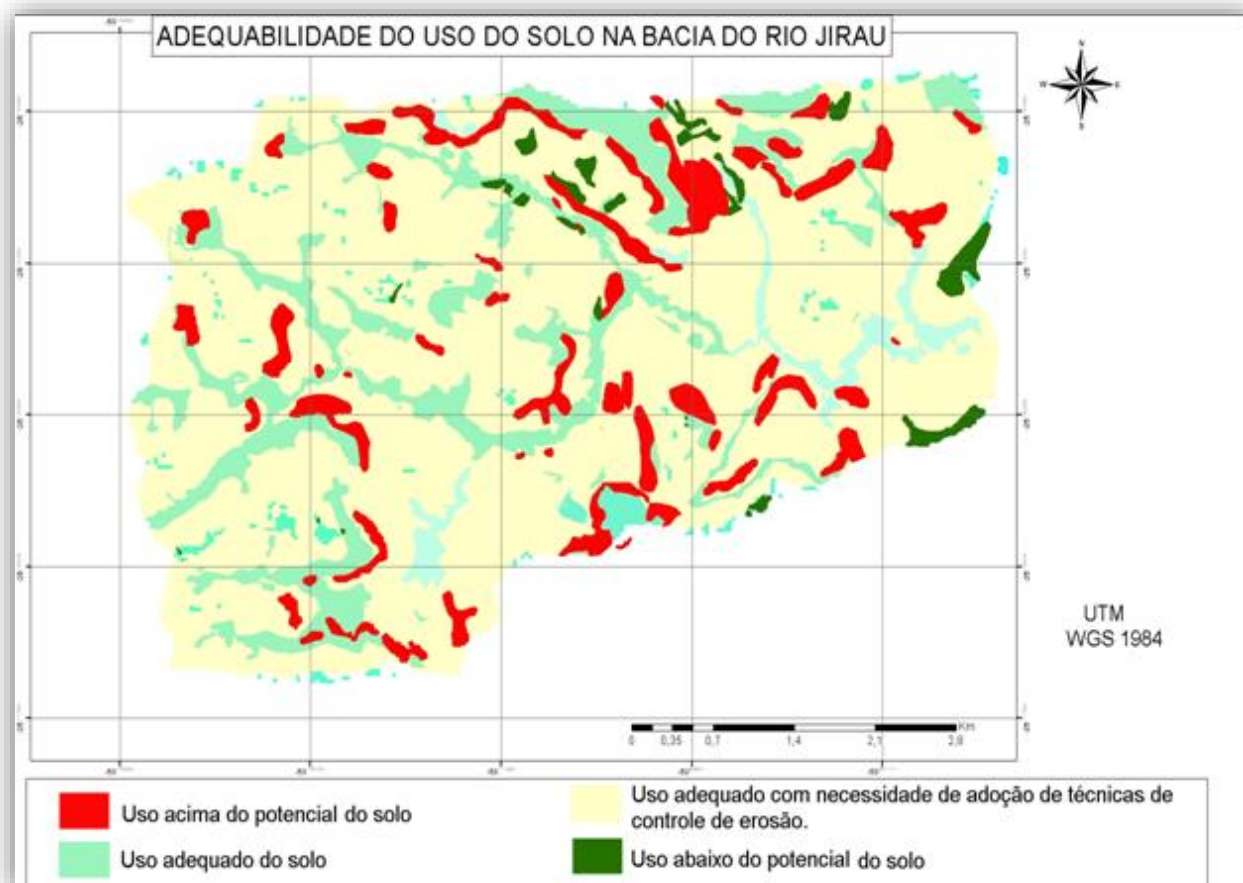 ADEQUABILIDADE DO USO DO SOLO NA BACIA DO RIO JIRAU
N
W
E
S
UTM
WGS 1984
KM
0 0,35 0,7 1,4 2,1 2,8
Uso acima do potencial do solo
Uso adequado do solo
Uso adequado com necessidade de adoção de técnicas de
controle de erosão.
Uso abaixo do potencial do solo